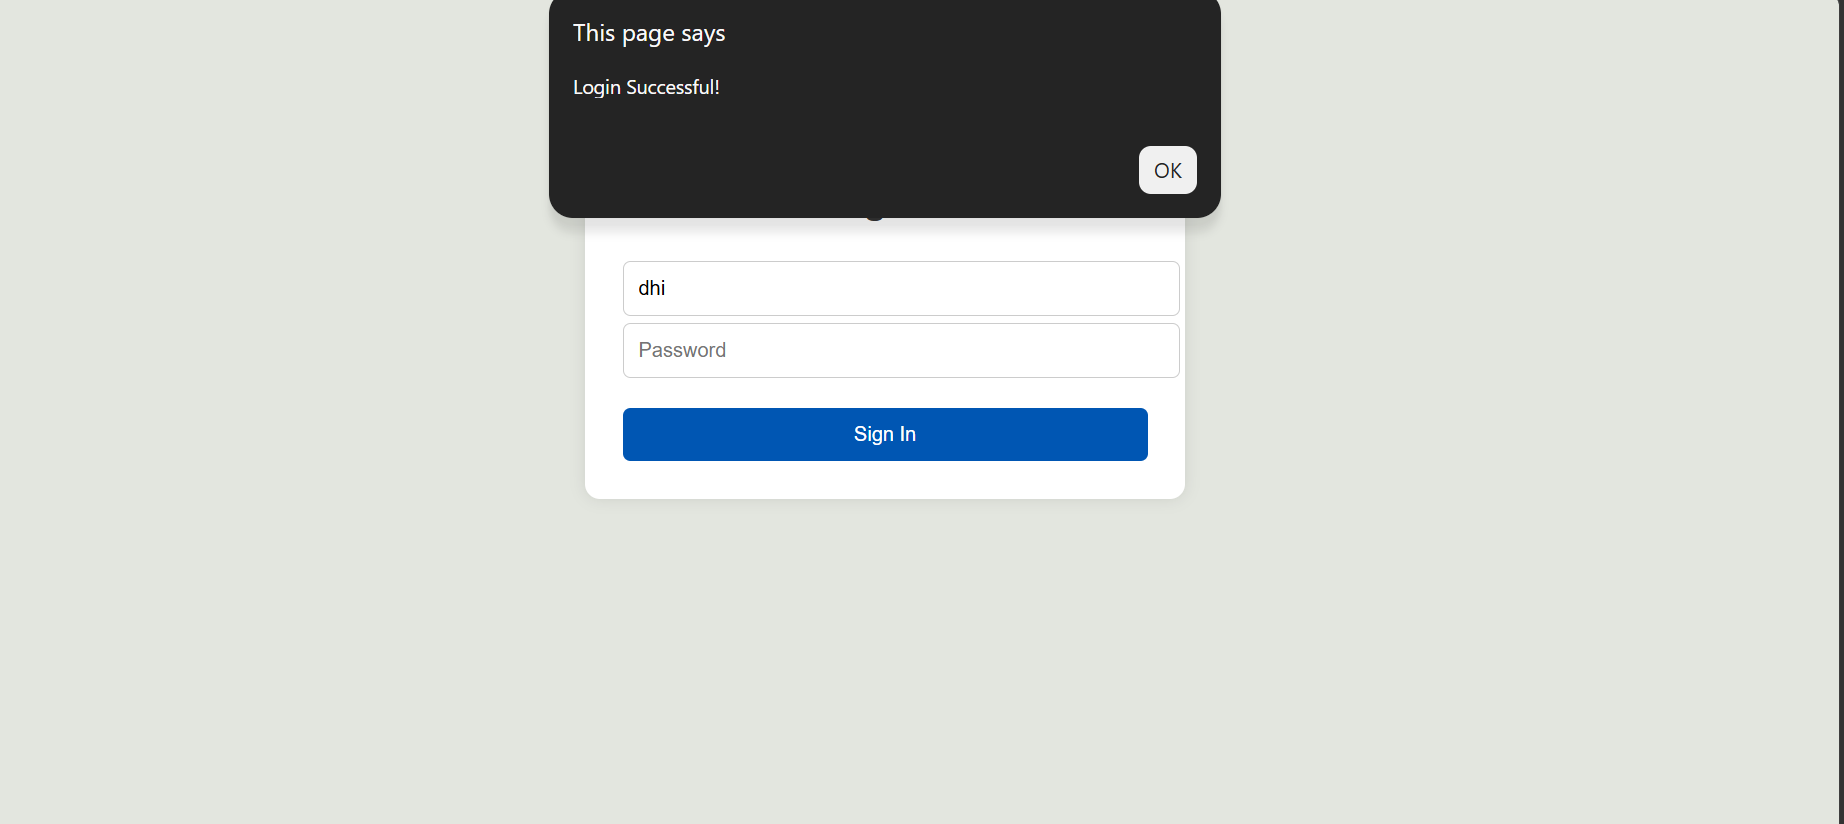 This page says
Login Successful!
OK
dhi
Password
Sign In